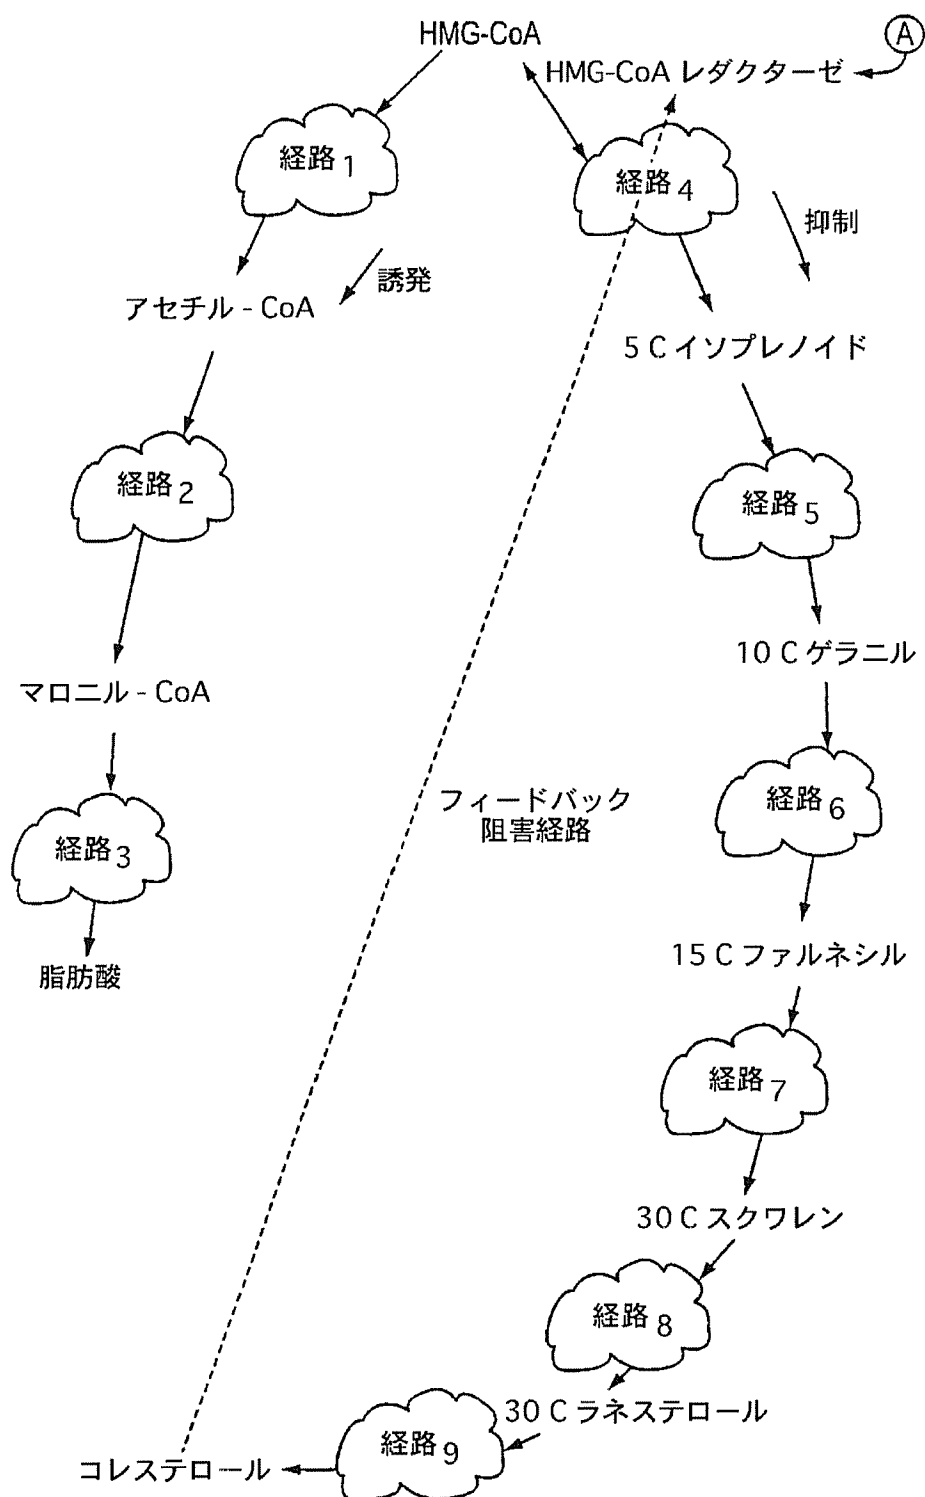 HMG-CoA
Ⓐ
HMG-CoA レダクターゼ
経路1
経路4
抑制
誘発
アセチル - CoA
5 C イソプレノイド
経路2
経路5
10 C ゲラニル
マロニル - CoA
フィードバック
阻害経路
経路6
経路3
15 C ファルネシル
脂肪酸
経路7
30 C スクワレン
経路8
30 C ラネステロール
経路9
コレステロール